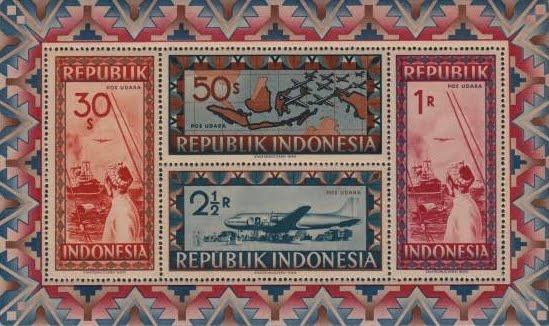 REPUBLIK
30
S
POS UDARA
INDONESIA
50s
POS UDARA
REPUBLIK INDONESIA
REPUBLIK
1R
POS UDARA
INDONESIA
2½R
POS UDARA
REPUBLIK INDONESIA